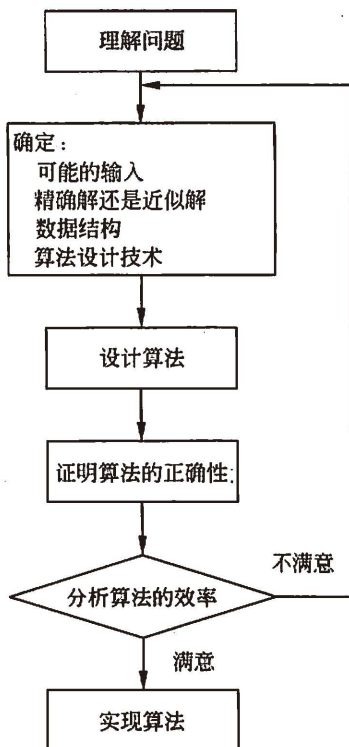 理解问题
确定：
可能的输入
精确解还是近似解
数据结构
算法设计技术
设计算法
证明算法的正确性
分析算法的效率
不满意
满意
实现算法